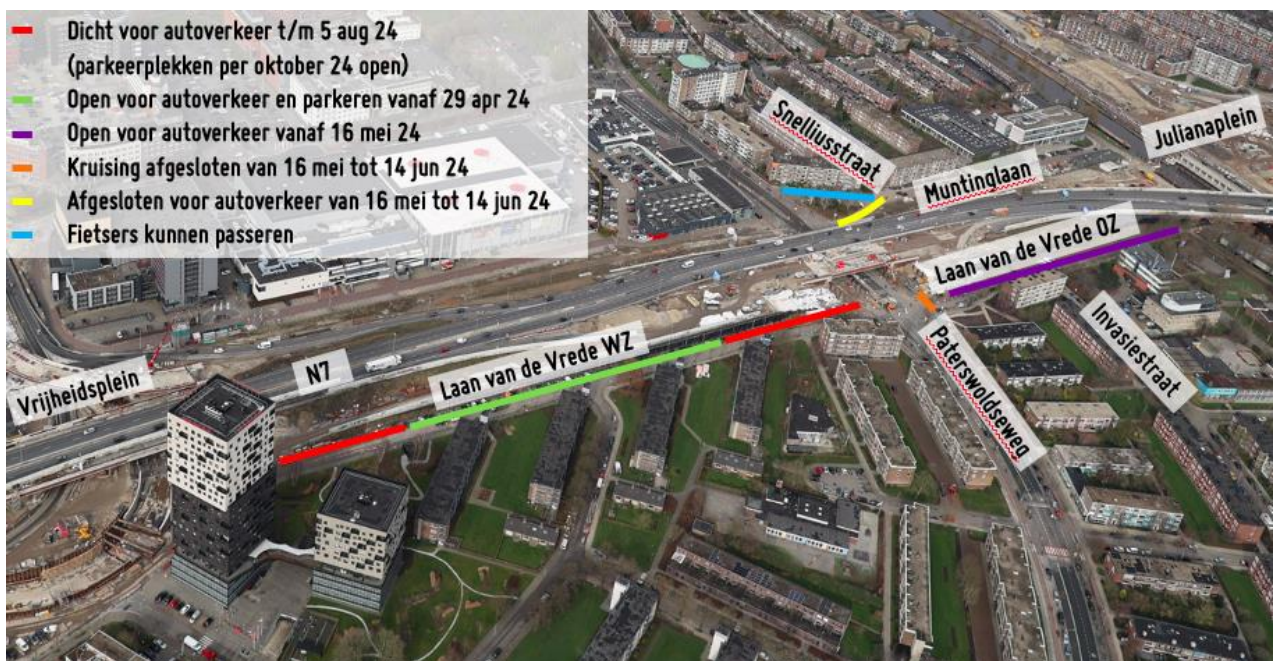 Dicht voor autoverkeer t/m 5 aug 24
(parkeerplekken per oktober 24 open)
Open voor autoverkeer en parkeren vanaf 29 apr 24
Open voor autoverkeer vanaf 16 mei 24
Kruising afgesloten van 16 mei tot 14 jun 24
Afgesloten voor autoverkeer van 16 mei tot 14 jun 24
Fietsers kunnen passeren
Snelliusstraat
Julianaplein
Muntinglaan
Laan van de Vrede OZ
Invasiestraat
Paterswoldseweg
Laan van de Vrede WZ
N7
Vrijheidsplein